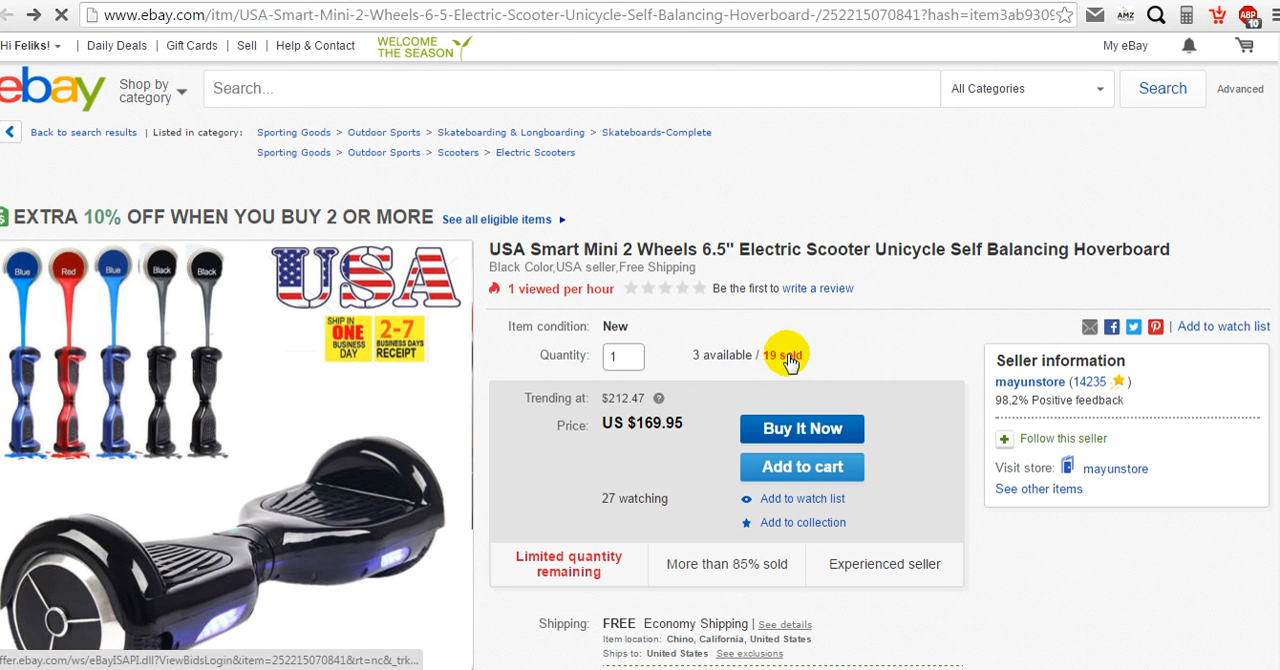 www.ebay.com/itm/USA-Smart-Mini-2-Wheels-6-5-Electric-Scooter-Unicycle-Self-Balancing-Hoverboard-/252215070841?hash=item3ab9309
AMZ
ABP
10
Hi Feliks!
Daily Deals
Gift Cards
Sell
Help & Contact
WELCOME
THE SEASON
My eBay
ebay
Shop by
category
Search...
All Categories
Search
Advanced
Back to search results | Listed in category: Sporting Goods > Outdoor Sports > Skateboarding & Longboarding > Skateboards-Complete
Sporting Goods > Outdoor Sports > Scooters > Electric Scooters
EXTRA 10% OFF WHEN YOU BUY 2 OR MORE See all eligible items
Blue
Red
Blue
Black
Black
USA
SHIP IN
ONE
BUSINESS
DAY
2-7
BUSINESS DAYS
RECEIPT
USA Smart Mini 2 Wheels 6.5" Electric Scooter Unicycle Self Balancing Hoverboard
Black Color,USA seller,Free Shipping
1 viewed per hour
Be the first to write a review
Item condition: New
Quantity: 1
3 available / 19 sold
Add to watch list
Trending at: $212.47
Price: US $169.95
Buy It Now
Add to cart
27 watching
Add to watch list
Add to collection
Limited quantity
remaining
More than 85% sold
Experienced seller
Seller information
mayunstore (14235 )
98.2% Positive feedback
Follow this seller
Visit store: mayunstore
See other items
Shipping: FREE Economy Shipping | See details
Item location: Chino, California, United States
Ships to: United States See exclusions
ffer.ebay.com/ws/eBayISAPI.dll?ViewBidsLogin&item=252215070841&rt=nc&_trk...